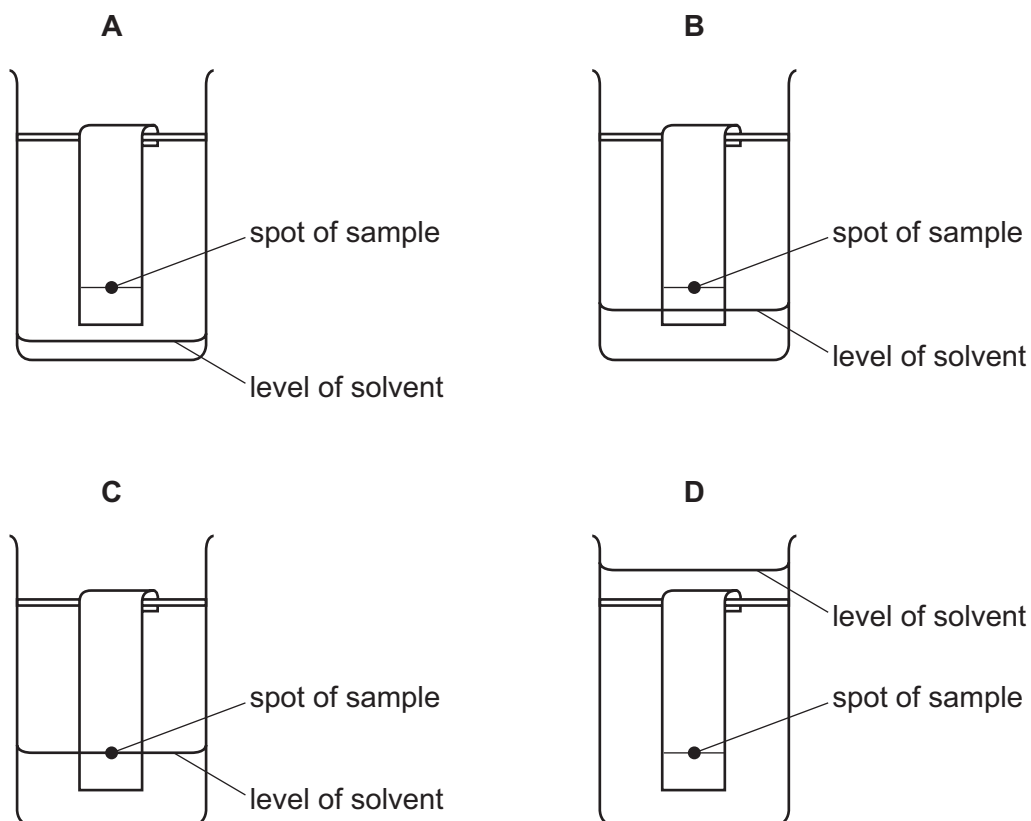 A
B
spot of sample
spot of sample
level of solvent
level of solvent
C
D
level of solvent
spot of sample
spot of sample
level of solvent